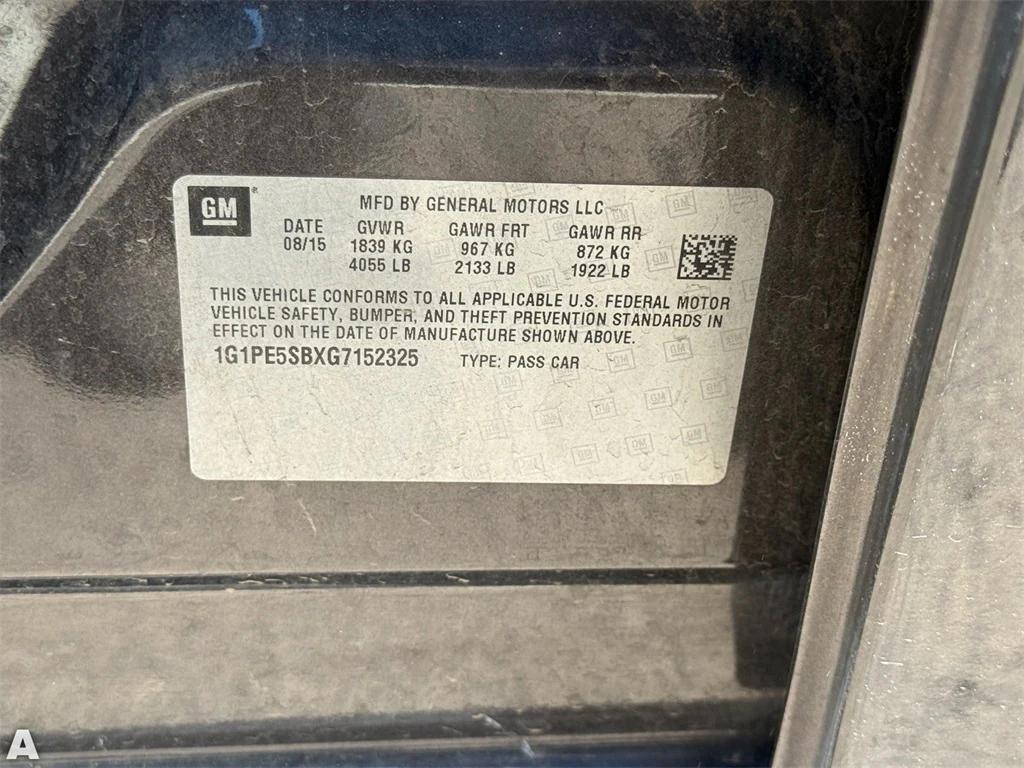 GM
MFD BY GENERAL MOTORS LLC
DATE GVWR GAWR FRT GAWR RR
08/15 1839 KG 967 KG 872 KG
4055 LB 2133 LB 1922 LB
THIS VEHICLE CONFORMS TO ALL APPLICABLE U.S. FEDERAL MOTOR
VEHICLE SAFETY, BUMPER, AND THEFT PREVENTION STANDARDS IN
EFFECT ON THE DATE OF MANUFACTURE SHOWN ABOVE.
1G1PE5SBXG7152325 TYPE: PASS CAR
A